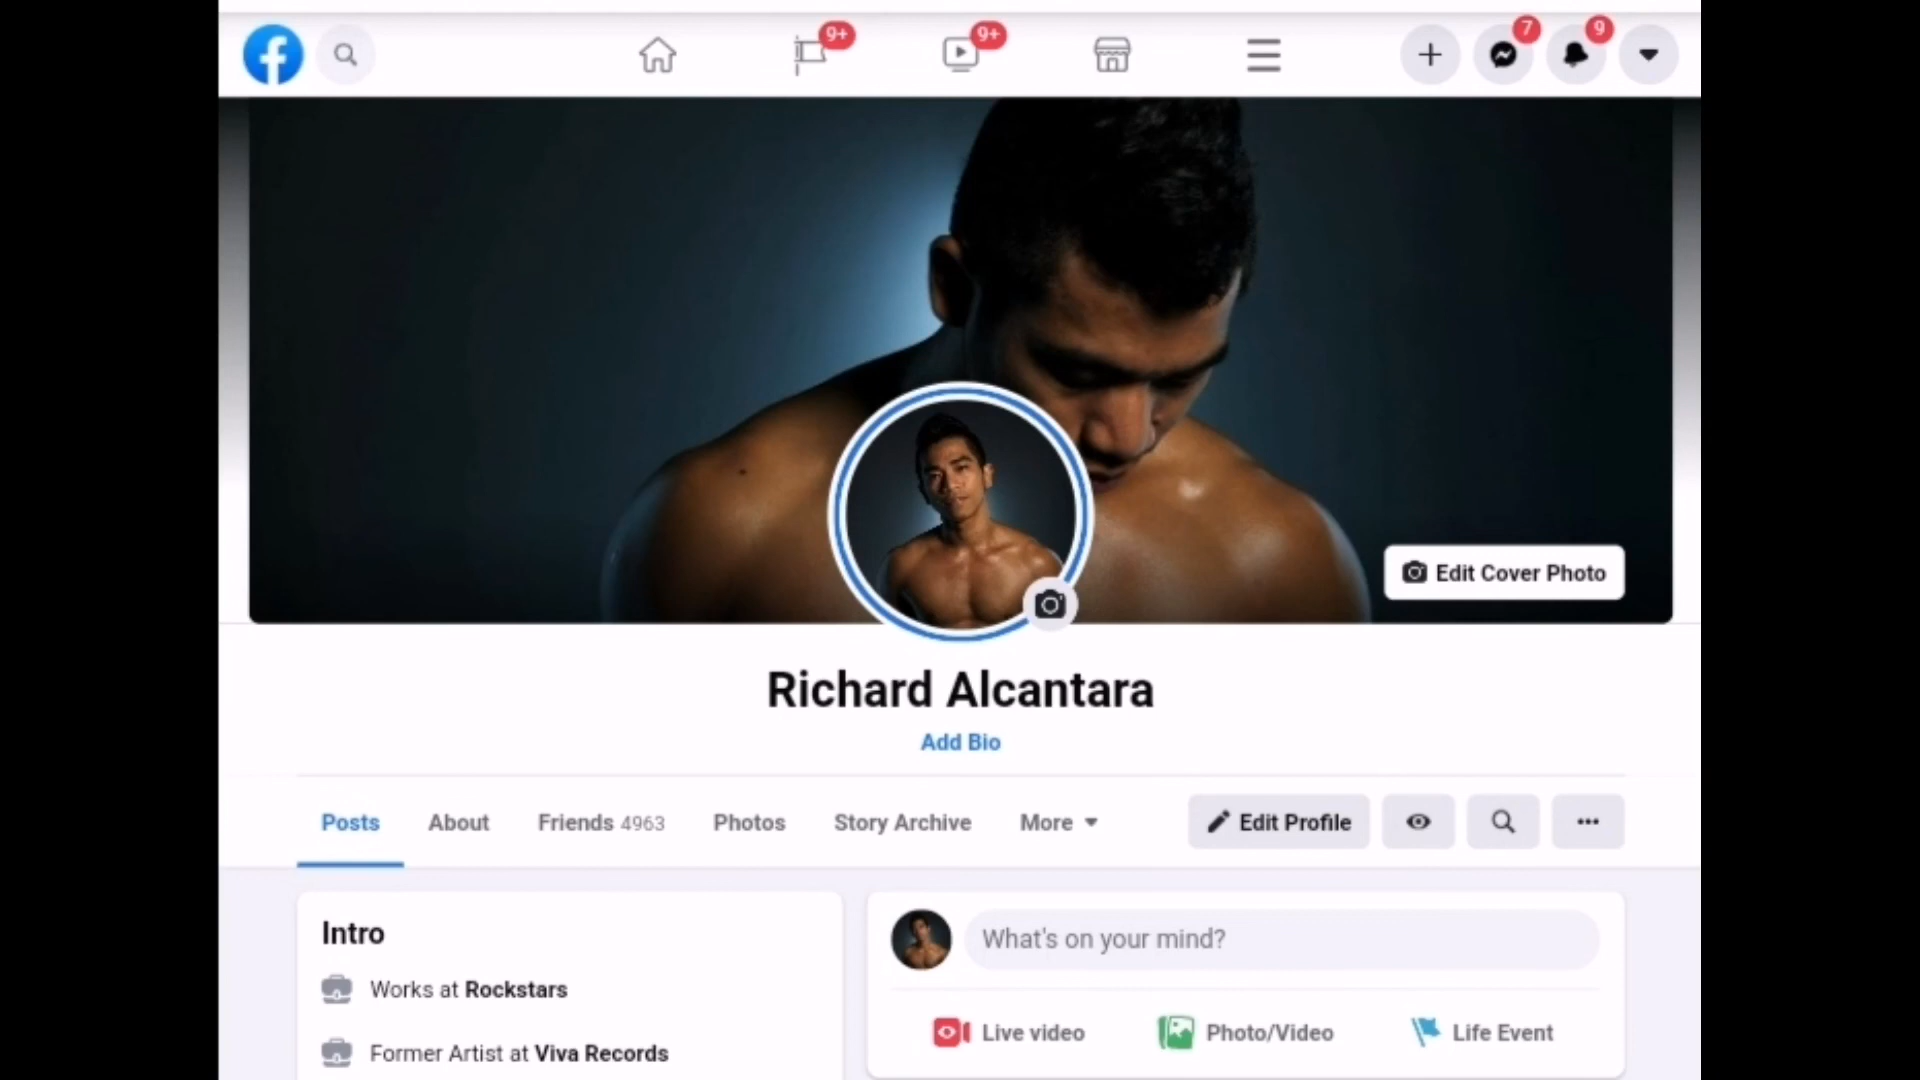 9+
9+
7
9
Edit Cover Photo
Richard Alcantara
Add Bio
Posts About Friends 4963 Photos Story Archive More Edit Profile
Intro
Works at Rockstars
Former Artist at Viva Records
What's on your mind?
Live video Photo/Video Life Event